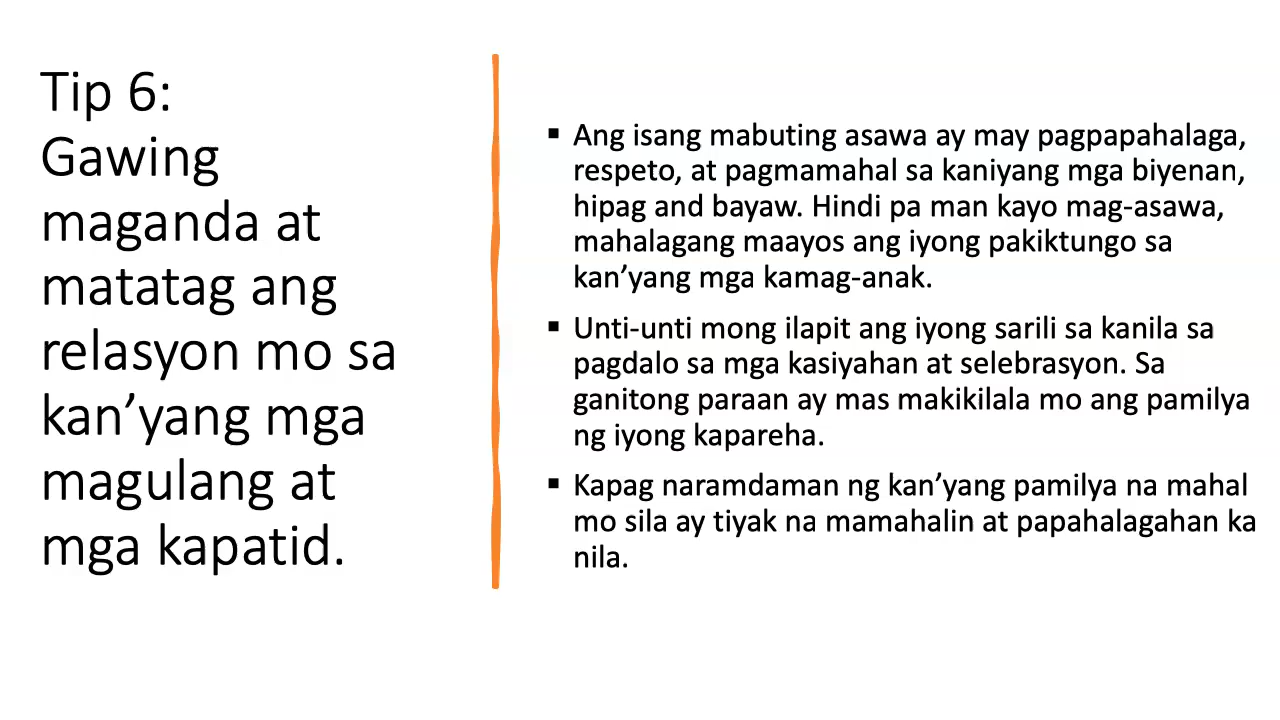 Tip 6:
Gawing
maganda at
matatag ang
relasyon mo sa
kan’yang mga
magulang at
mga kapatid.
▪ Ang isang mabuting asawa ay may pagpapahalaga,
respeto, at pagmamahal sa kaniyang mga biyenan,
hipag and bayaw. Hindi pa man kayo mag-asawa,
mahalagang maayos ang iyong pakiktungo sa
kan’yang mga kamag-anak.
▪ Unti-unti mong ilapit ang iyong sarili sa kanila sa
pagdalo sa mga kasiyahan at selebrasyon. Sa
ganitong paraan ay mas makikilala mo ang pamilya
ng iyong kapareha.
▪ Kapag naramdaman ng kan’yang pamilya na mahal
mo sila ay tiyak na mamahalin at papahalagahan ka
nila.